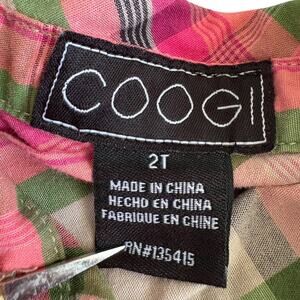 COOGI
2T
MADE IN CHINA
HECHO EN CHINA
FABRIQUE EN CHINE
RN#135415